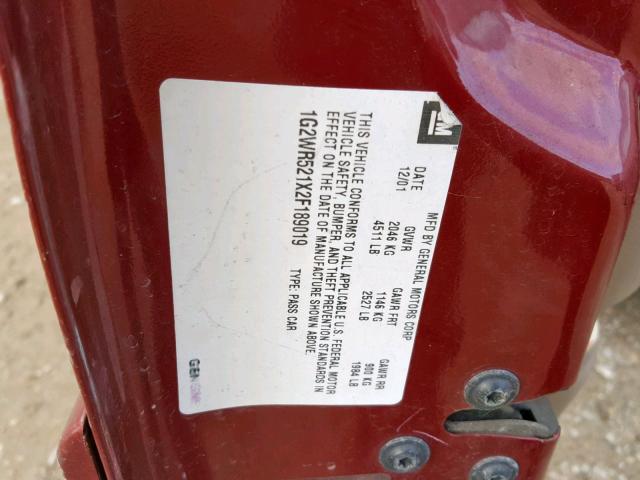 GM
MFD BY GENERAL MOTORS CORP
DATE GVWR GAWR FRT GAWR RR
12/01 2046 KG 1146 KG 900 KG
4511 LB 2527 LB 1984 LB
THIS VEHICLE CONFORMS TO ALL APPLICABLE U.S. FEDERAL MOTOR
VEHICLE SAFETY, BUMPER, AND THEFT PREVENTION STANDARDS IN
EFFECT ON THE DATE OF MANUFACTURE SHOWN ABOVE.
1G2WR521X2F189019 TYPE: PASS CAR